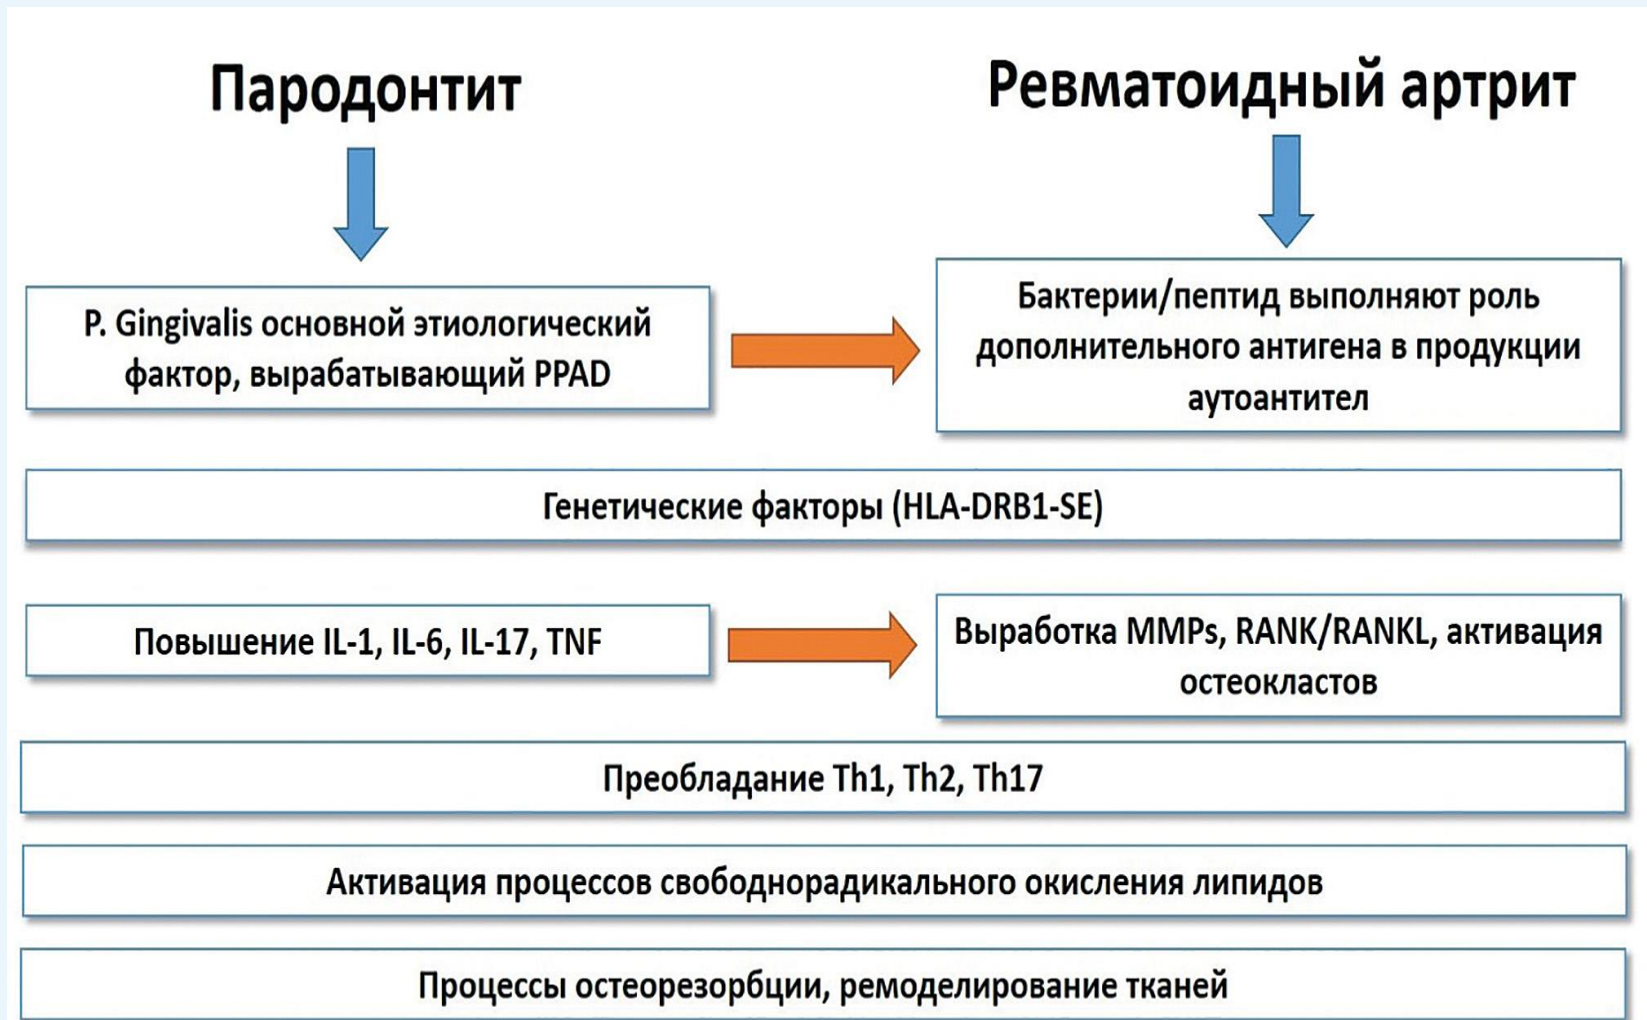 Пародонтит
Ревматоидный артрит
P. Gingivalis основной этиологический
фактор, вырабатывающий PPAD
Бактерии/пептид выполняют роль
дополнительного антигена в продукции
аутоантител
Генетические факторы (HLA-DRB1-SE)
Повышение IL-1, IL-6, IL-17, TNF
Выработка MMPs, RANK/RANKL, активация
остеокластов
Преобладание Th1, Th2, Th17
Активация процессов свободнорадикального окисления липидов
Процессы остеорезорбции, ремоделирование тканей